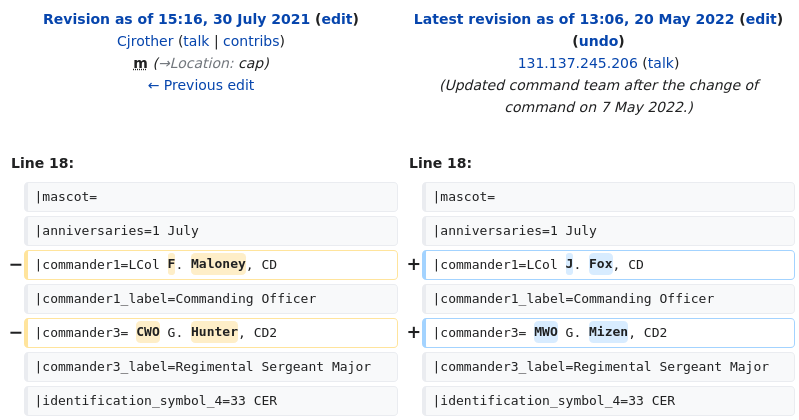 Revision as of 15:16, 30 July 2021 (edit)
Cjrother (talk | contribs)
m (→Location: cap)
← Previous edit
Latest revision as of 13:06, 20 May 2022 (edit)
(undo)
131.137.245.206 (talk)
(Updated command team after the change of
command on 7 May 2022.)
Line 18:
|mascot=
|anniversaries=1 July
− |commander1=LCol F. Maloney, CD
|commander1_label=Commanding Officer
− |commander3= CWO G. Hunter, CD2
|commander3_label=Regimental Sergeant Major
|identification_symbol_4=33 CER
Line 18:
|mascot=
|anniversaries=1 July
+ |commander1=LCol J. Fox, CD
|commander1_label=Commanding Officer
+ |commander3= MWO G. Mizen, CD2
|commander3_label=Regimental Sergeant Major
|identification_symbol_4=33 CER